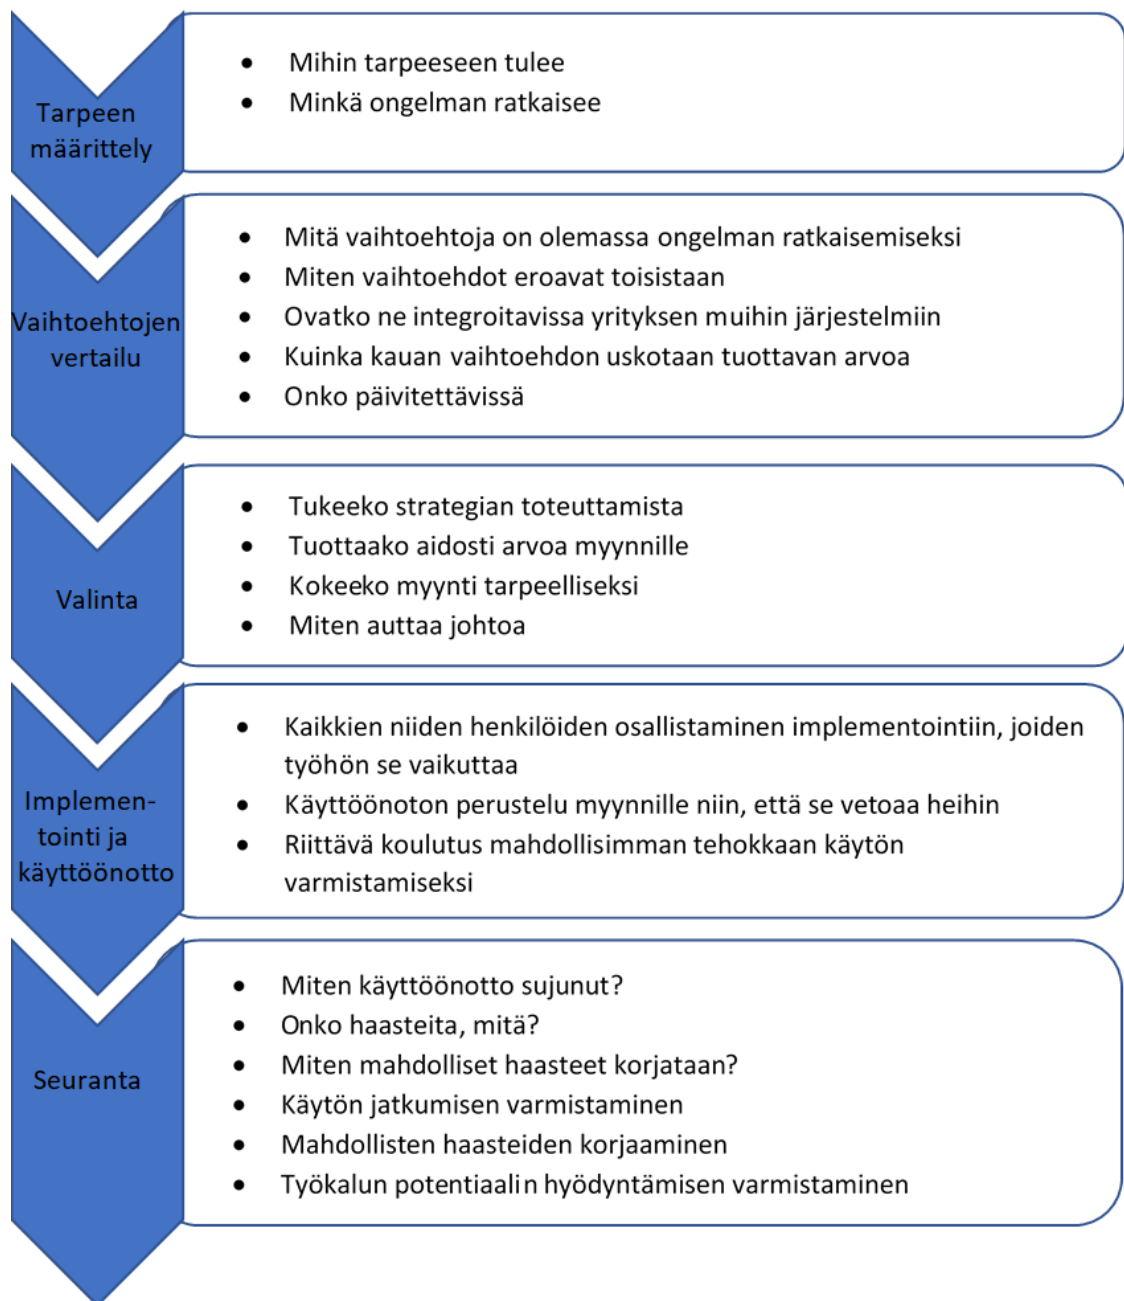 Tarpeen
määrittely
• Mihin tarpeeseen tulee
• Minkä ongelman ratkaisee
Vaihtoehtojen
vertailu
• Mitä vaihtoehtoja on olemassa ongelman ratkaisemiseksi
• Miten vaihtoehdot eroavat toisistaan
• Ovatko ne integroitavissa yrityksen muihin järjestelmiin
• Kuinka kauan vaihtoehdon uskotaan tuottavan arvoa
• Onko päivitettävissä
Valinta
• Tukeeko strategian toteuttamista
• Tuottaako aidosti arvoa myynnille
• Kokeeko myynti tarpeelliseksi
• Miten auttaa johtoa
Implemen-
tointi ja
käyttöönotto
• Kaikkien niiden henkilöiden osallistaminen implementointiin, joiden
työhön se vaikuttaa
• Käyttöönoton perustelu myynnille niin, että se vetoaa heihin
• Riittävä koulutus mahdollisimman tehokkaan käytön
varmistamiseksi
Seuranta
• Miten käyttöönotto sujunut?
• Onko haasteita, mitä?
• Miten mahdolliset haasteet korjataan?
• Käytön jatkumisen varmistaminen
• Mahdollisten haasteiden korjaaminen
• Työkalun potentiaalin hyödyntämisen varmistaminen